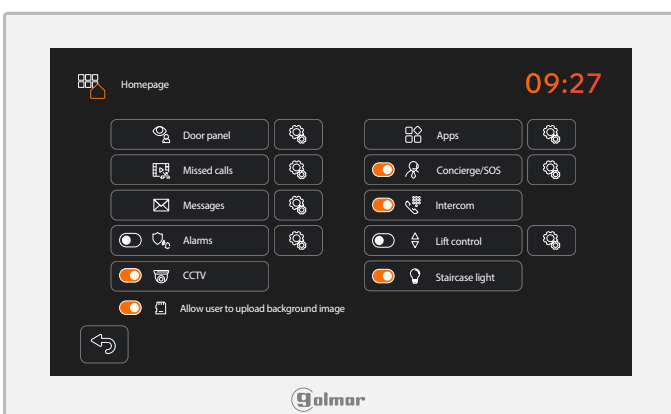 Homepage
09:27
Door panel
Apps
Missed calls
Concierge/SOS
Messages
Intercom
Alarms
Lift control
CCTV
Staircase light
Allow user to upload background image
golmar